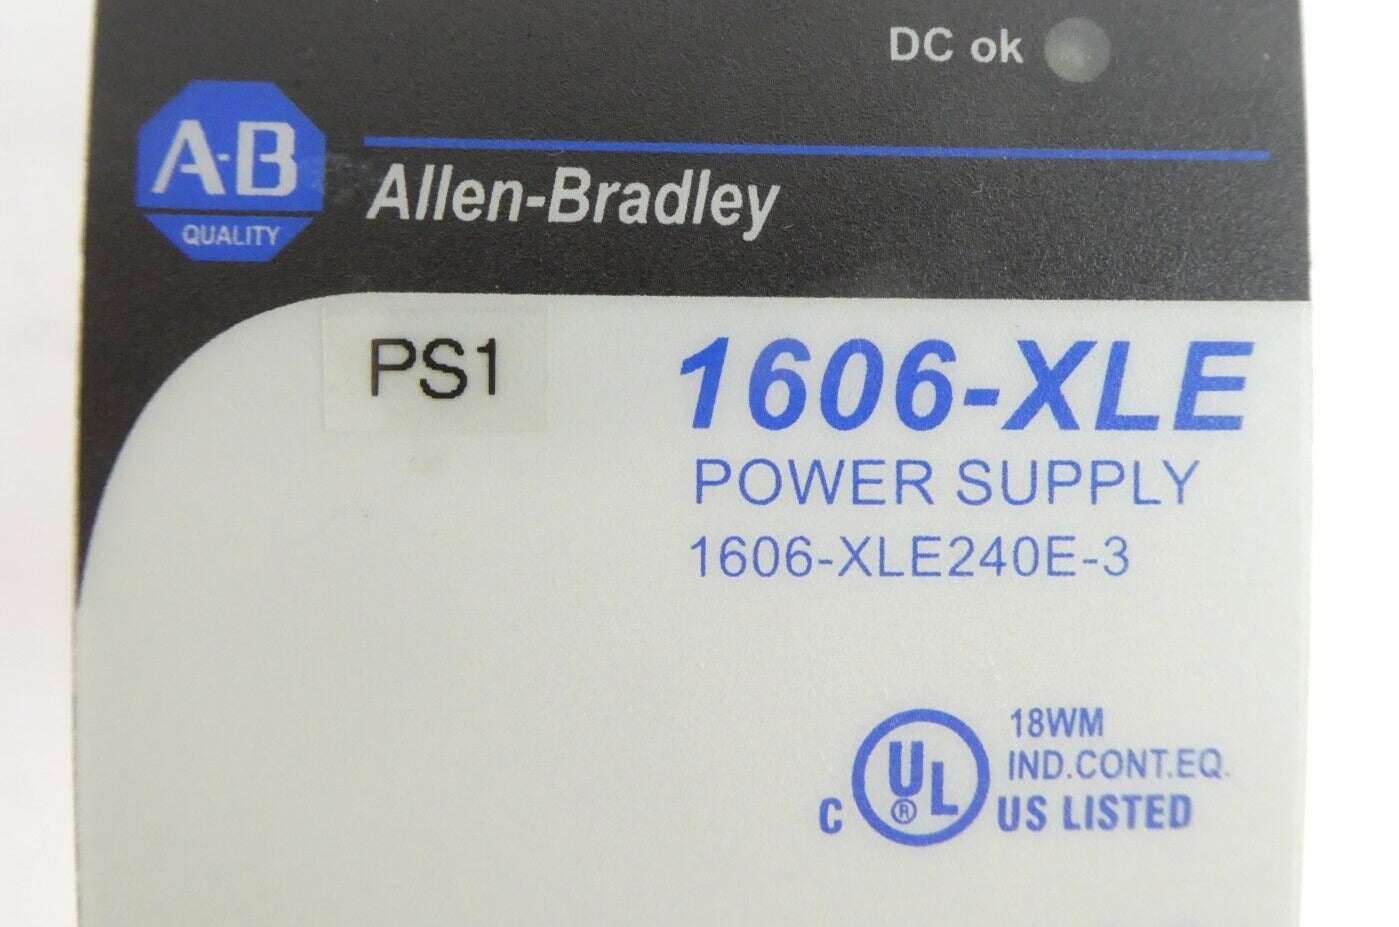 DC ok
A-B
QUALITY
Allen-Bradley
PS1
1606-XLE
POWER SUPPLY
1606-XLE240E-3
18WM
IND.CONT.EQ.
C UL ® US LISTED